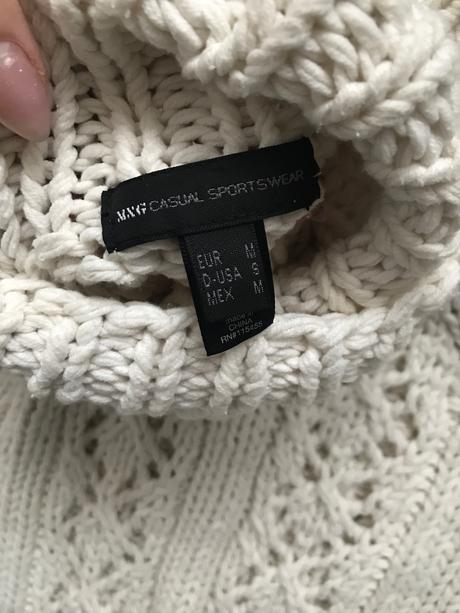 MNG CASUAL SPORTSWEAR
EUR M
D-USA S
MEX M
made in
CHINA
RN#115455